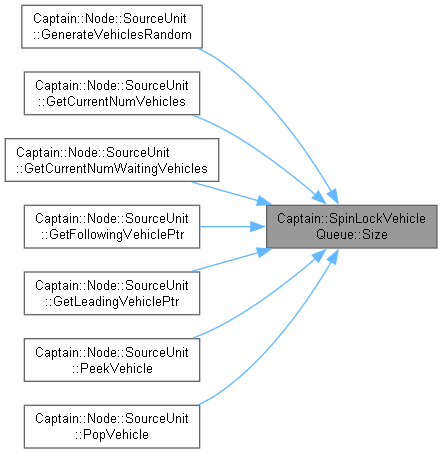 Captain::Node::SourceUnit
::GenerateVehiclesRandom
Captain::Node::SourceUnit
::GetCurrentNumVehicles
Captain::Node::SourceUnit
::GetCurrentNumWaitingVehicles
Captain::Node::SourceUnit
::GetFollowingVehiclePtr
Captain::Node::SourceUnit
::GetLeadingVehiclePtr
Captain::Node::SourceUnit
::PeekVehicle
Captain::Node::SourceUnit
::PopVehicle
Captain::SpinLockVehicle
Queue::Size